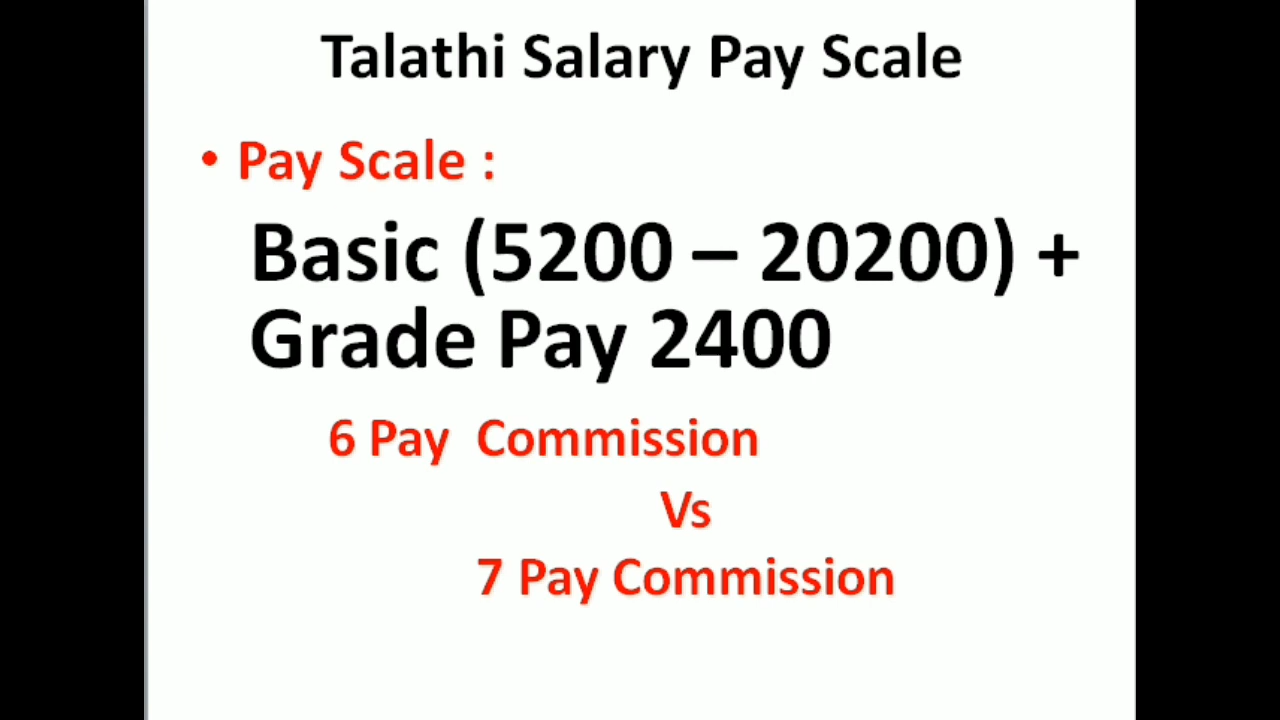 Talathi Salary Pay Scale
• Pay Scale :
Basic (5200 – 20200) +
Grade Pay 2400
6 Pay Commission
Vs
7 Pay Commission